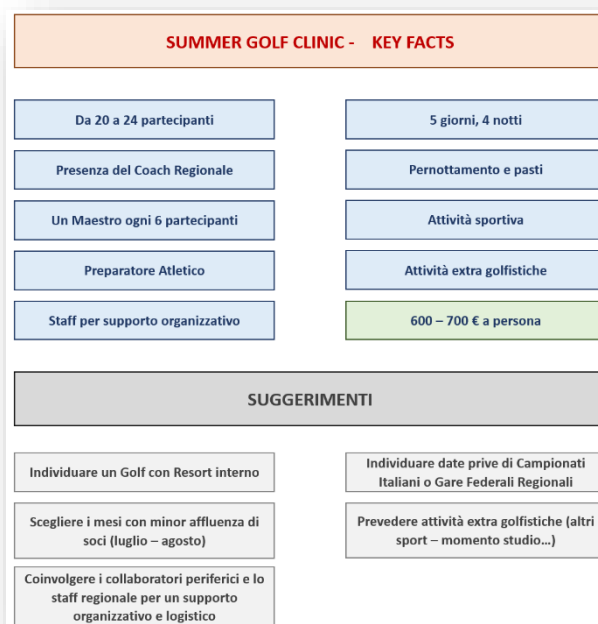 SUMMER GOLF CLINIC - KEY FACTS
Da 20 a 24 partecipanti
5 giorni, 4 notti
Presenza del Coach Regionale
Pernottamento e pasti
Un Maestro ogni 6 partecipanti
Attività sportiva
Preparatore Atletico
Attività extra golfistiche
Staff per supporto organizzativo
600 – 700 € a persona
SUGGERIMENTI
Individuare un Golf con Resort interno
Individuare date prive di Campionati
Italiani o Gare Federali Regionali
Scegliere i mesi con minor affluenza di
soci (luglio – agosto)
Prevedere attività extra golfistiche (altri
sport – momento studio…)
Coinvolgere i collaboratori periferici e lo
staff regionale per un supporto
organizzativo e logistico